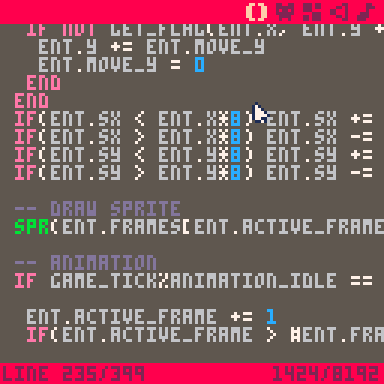 IF NOT GET_FLAG(ENT.X, ENT.Y +
ENT.Y += ENT.MOVE_Y
ENT.MOVE_Y = 0
END
END
IF(ENT.SX < ENT.X*8) ENT.SX +=
IF(ENT.SX > ENT.X*8) ENT.SX -=
IF(ENT.SY < ENT.Y*8) ENT.SY +=
IF(ENT.SY > ENT.Y*8) ENT.SY -=
-- DRAW SPRITE
SPR(ENT.FRAMES[ENT.ACTIVE_FRAME
-- ANIMATION
IF GAME_TICK%ANIMATION_IDLE ==
ENT.ACTIVE_FRAME += 1
IF(ENT.ACTIVE_FRAME > #ENT.FRA
LINE 235/399 1424/8192